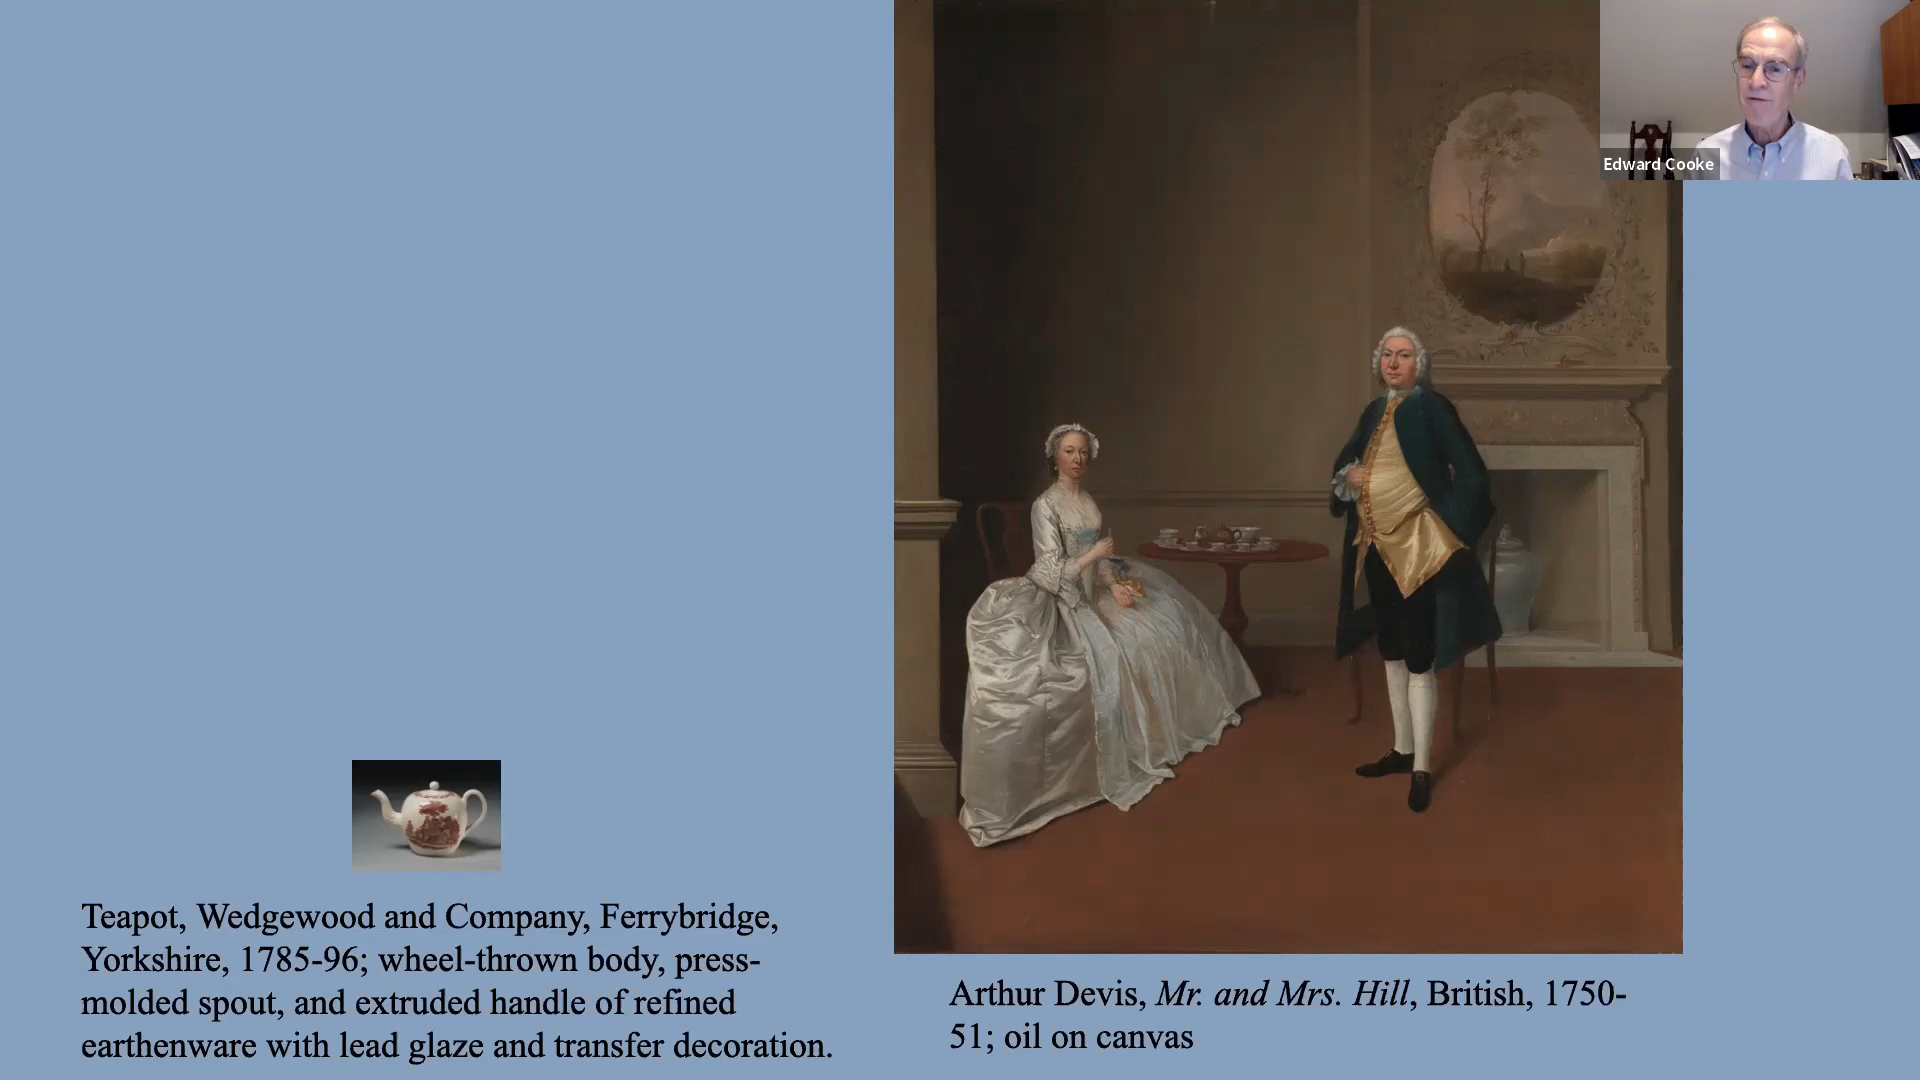 Edward Cooke
Teapot, Wedgewood and Company, Ferrybridge,
Yorkshire, 1785-96; wheel-thrown body, press-
molded spout, and extruded handle of refined
earthenware with lead glaze and transfer decoration.
Arthur Devis, Mr. and Mrs. Hill, British, 1750-
51; oil on canvas